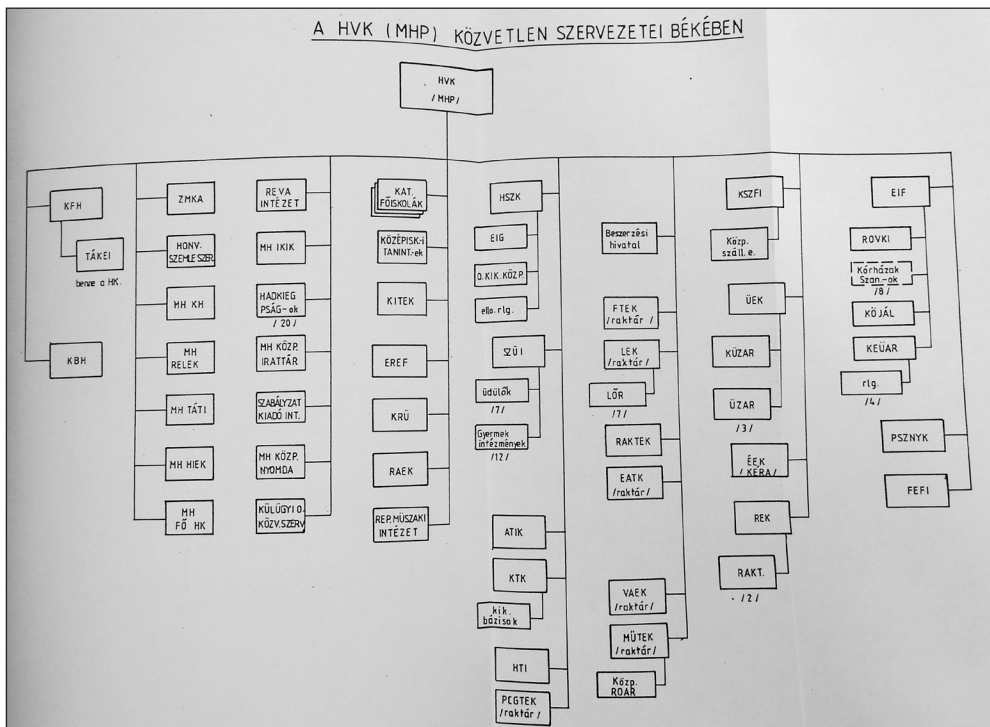 A HVK (MHP) KÖZVETLEN SZERVEZETEI BÉKÉBEN
HVK
/MHP/
KFH
TÁKEI
benne a HK.
KBH
ZMKA
HONV.
SZEMLE SZER.
MH KH
MH
RELEK
MH TÁTI
MH HIEK
MH
FŐ HK
REVA
INTÉZET
MH IKIK
HADKIEG
PSÁG-ok
/20/
MH KÖZP.
IRATTÁR
SZABÁLYZAT
KIADÓ INT.
MH KÖZP.
NYOMDA
KÜLÜGYI O.
KÖZV. SZERV
KAT.
FŐISKOLÁK
KÖZÉPISK.-i
TANINT.-ek
KITEK
EREF
KRÜ
RAEK
REP. MŰSZAKI
INTÉZET
HSZK
EIG
O.KIK.KÖZP.
ello. rlg.
SZÜI
üdülők
/7/
Gyermek
intézmények
/12/
ATIK
KTK
kik.
bázisok
HTI
PCGTEK
/raktár/
Beszerzési
hivatal
FTEK
/raktár/
LEK
/raktár/
LŐR
/7/
RAKTEK
EATK
/raktár/
VAEK
/raktár/
MŰTEK
/raktár/
Közp.
ROAR
KSZFI
Közp.
száll. e.
ÜEK
KÜZAR
ÜZAR
/3/
ÉEK
/KÉRA/
REK
RAKT.
/2/
EIF
ROVKI
Kórházak
Szan.-ok
/8/
KÖJÁL
KEÜAR
rlg.
/4/
PSZNYK
FEFI